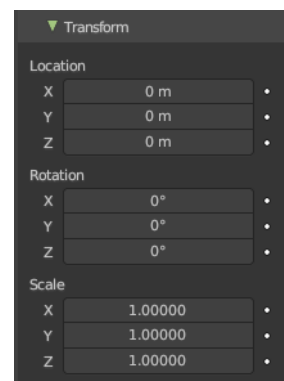 Transform
Location
X 0 m
Y 0 m
Z 0 m
Rotation
X 0°
Y 0°
Z 0°
Scale
X 1.00000
Y 1.00000
Z 1.00000